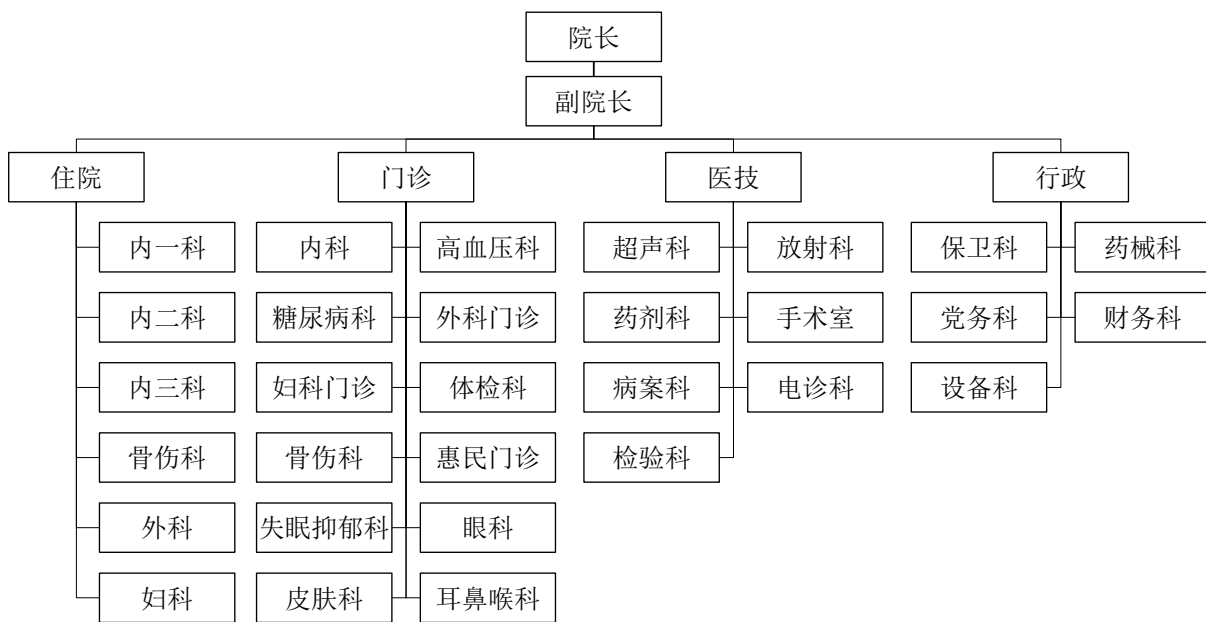 院长
副院长
住院 门诊 医技 行政
内一科 内科 高血压科 超声科 放射科 保卫科 药械科
内二科 糖尿病科 外科门诊 药剂科 手术室 党务科 财务科
内三科 妇科门诊 体检科 病案科 电诊科 设备科
骨伤科 骨伤科 惠民门诊 检验科
外科 失眠抑郁科 眼科
妇科 皮肤科 耳鼻喉科